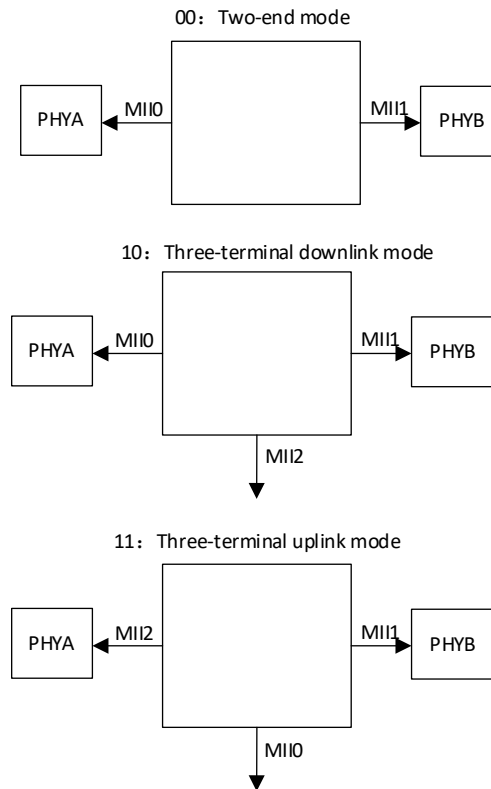 00：Two-end mode
PHYA MII0 MII1 PHYB
10：Three-terminal downlink mode
PHYA MII0 MII1 PHYB
MII2
11：Three-terminal uplink mode
PHYA MII2 MII1 PHYB
MII0